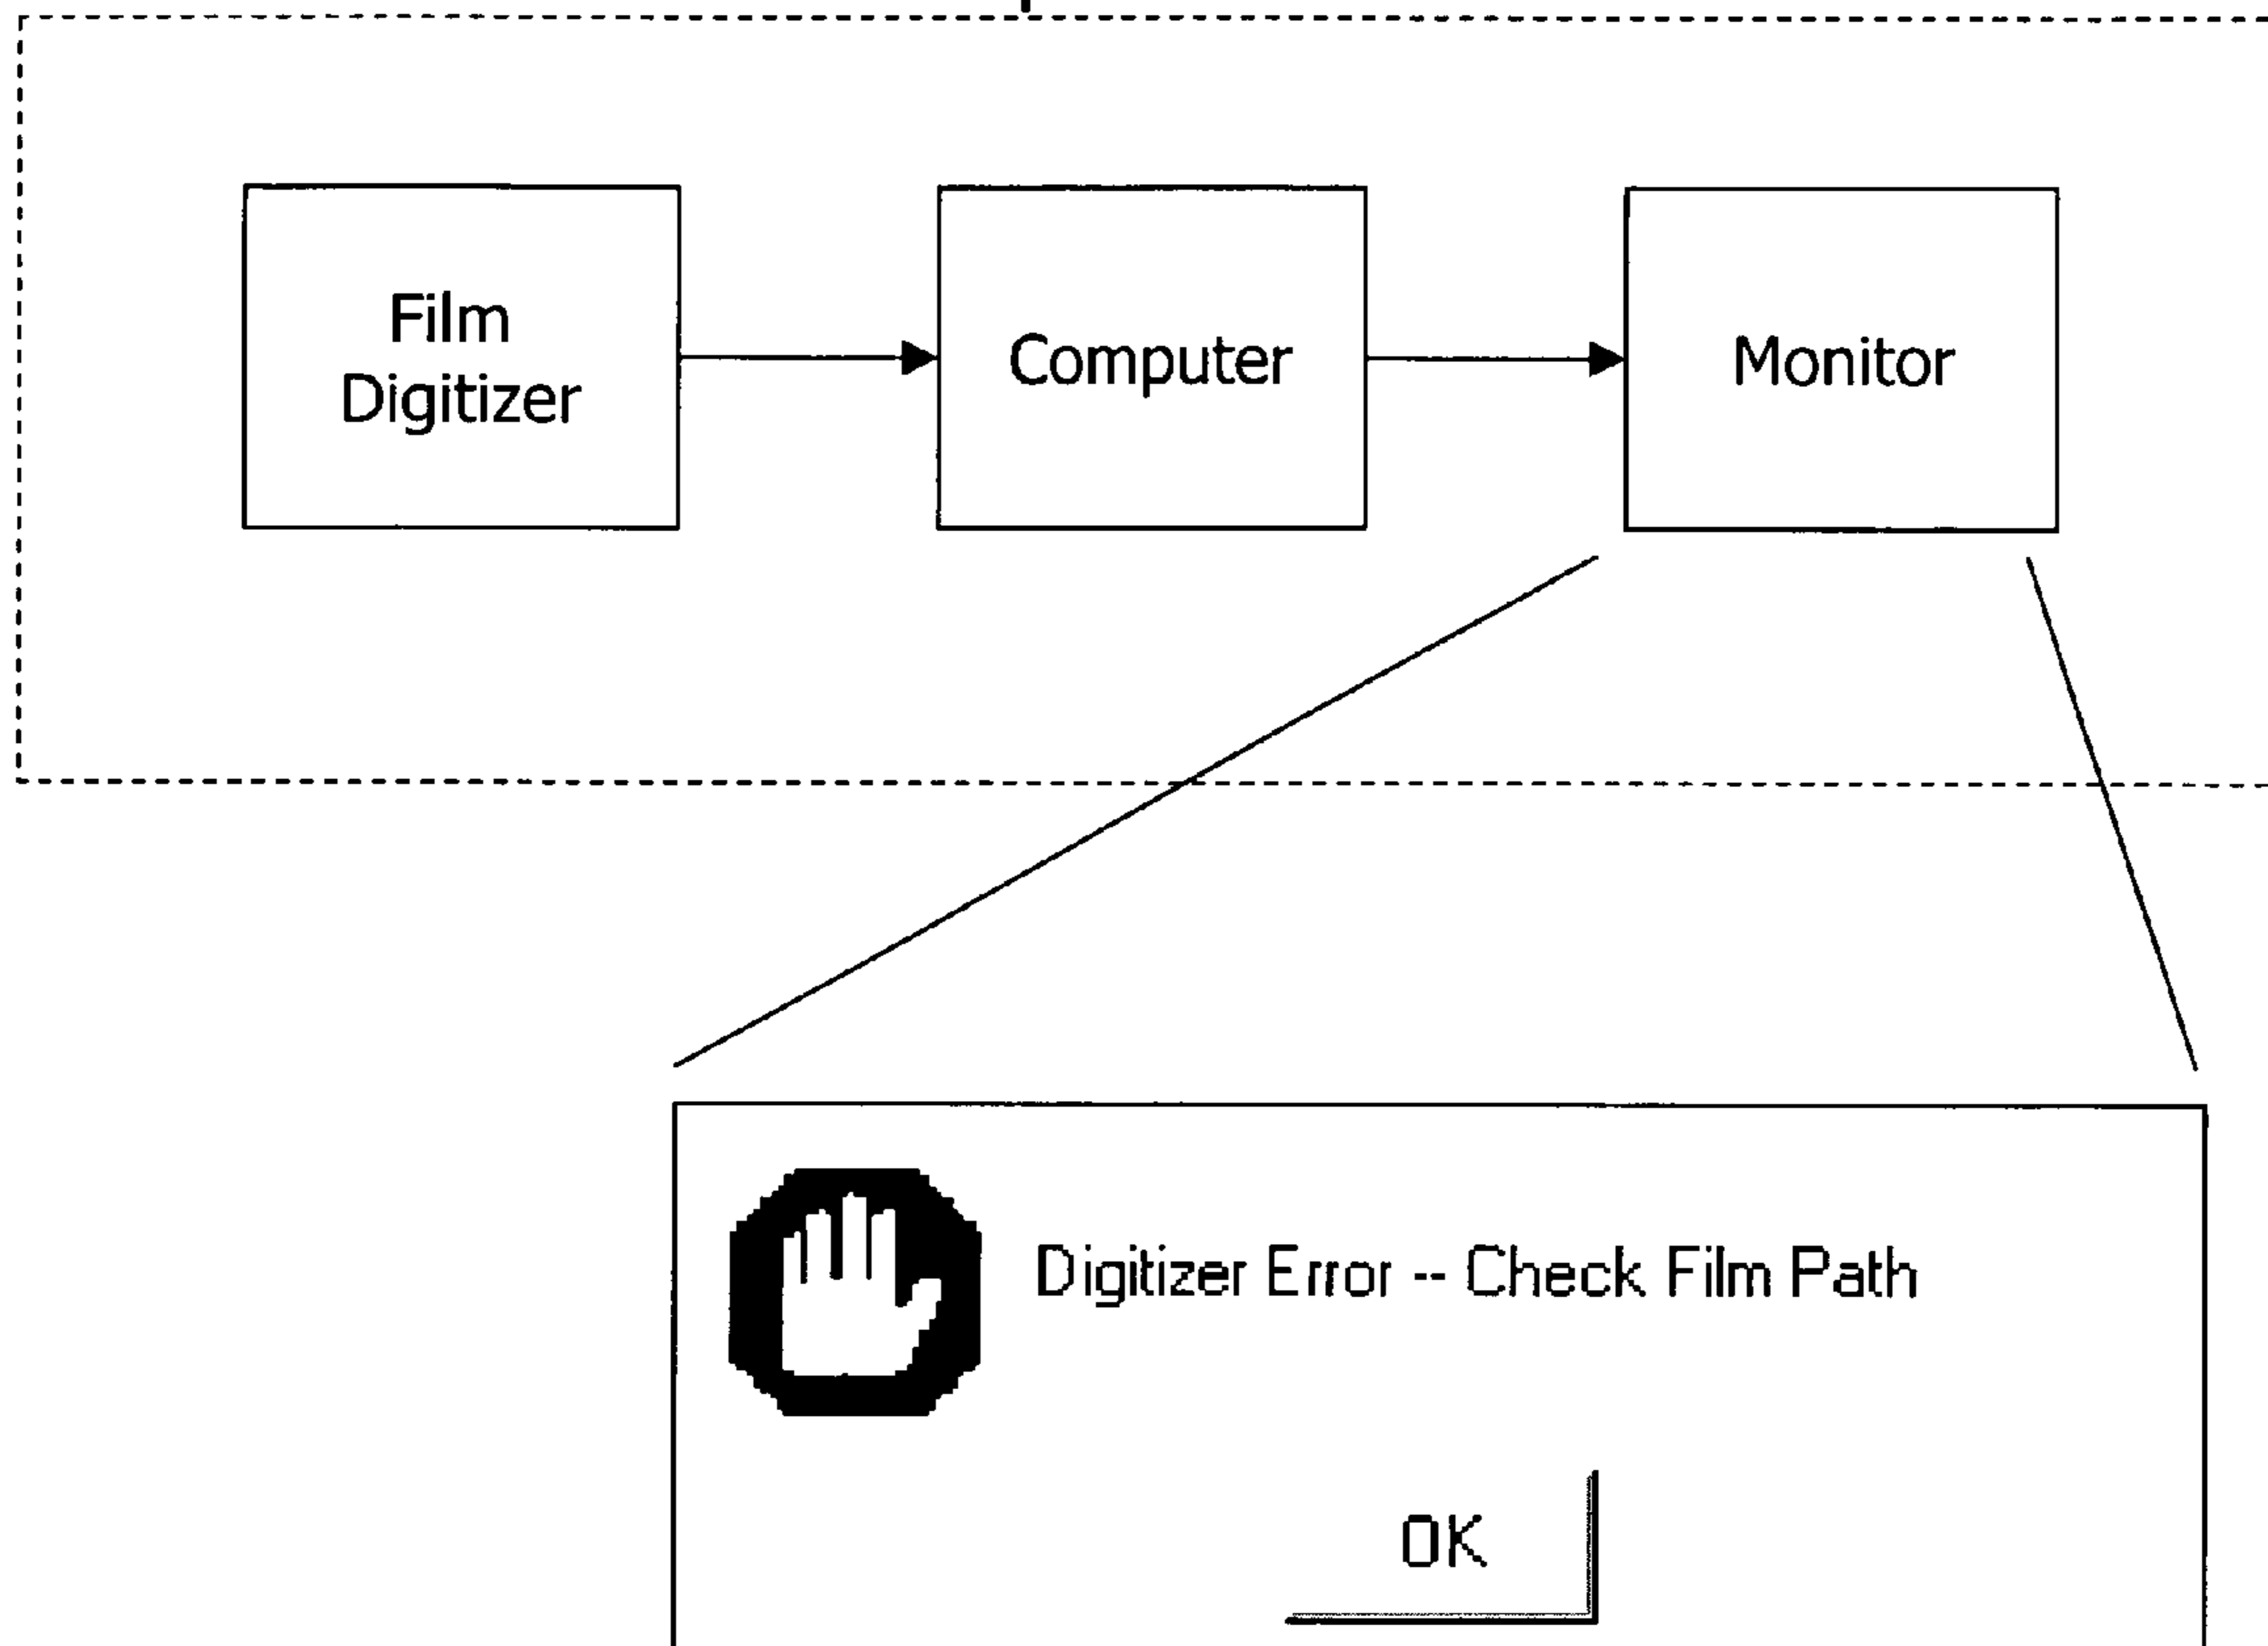 Film
Digitizer
Computer
Monitor
Digitizer Error -- Check Film Path
OK